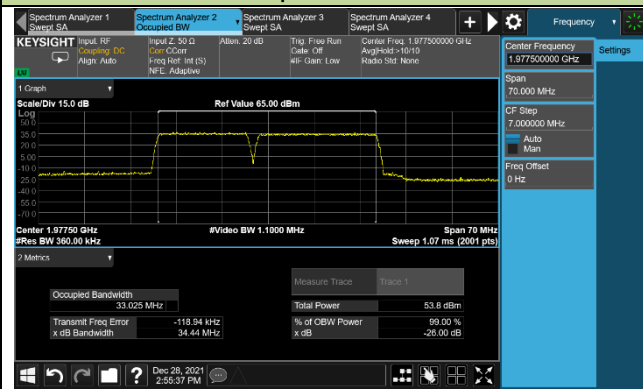 Spectrum Analyzer 1
Swept SA
Spectrum Analyzer 2
Occupied BW
Spectrum Analyzer 3
Swept SA
Spectrum Analyzer 4
Swept SA
+
Frequency
KEYSIGHT
Input: RF
Coupling: DC
Align: Auto
Input Z: 50 Ω
Corr CCorr
Freq Ref: Int (S)
NFE: Adaptive
Atten: 20 dB
Trig: Free Run
Gate: Off
#IF Gain: Low
Center Freq: 1.977500000 GHz
Avg|Hold:>10/10
Radio Std: None
LXI
Center Frequency
1.977500000 GHz
Settings
Span
70.000 MHz
CF Step
7.000000 MHz
Auto
Man
Freq Offset
0 Hz
1 Graph
Scale/Div 15.0 dB
Ref Value 65.00 dBm
Log
50.0
35.0
20.0
5.00
-10.0
-25.0
-40.0
-55.0
-70.0
Center 1.97750 GHz
#Video BW 1.1000 MHz
Span 70 MHz
#Res BW 360.00 kHz
Sweep 1.07 ms (2001 pts)
2 Metrics
Measure Trace
Trace 1
Occupied Bandwidth
33.025 MHz
Total Power
53.8 dBm
Transmit Freq Error
-118.94 kHz
% of OBW Power
99.00 %
x dB Bandwidth
34.44 MHz
x dB
-26.00 dB
?
Dec 28, 2021
2:55:37 PM